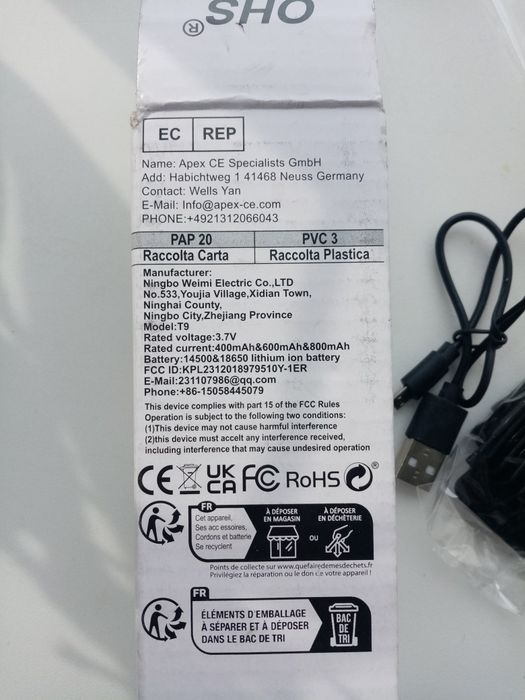 OHS ®
EC REP
Name: Apex CE Specialists GmbH
Add: Habichtweg 1 41468 Neuss Germany
Contact: Wells Yan
E-Mail: Info@apex-ce.com
PHONE:+4921312066043
PAP 20 PVC 3
Raccolta Carta Raccolta Plastica
Manufacturer:
Ningbo Weimi Electric Co.,LTD
No.533,Youjia Village,Xidian Town,
Ninghai County,
Ningbo City,Zhejiang Province
Model:T9
Rated voltage:3.7V
Rated current:400mAh&600mAh&800mAh
Battery:14500&18650 lithium ion battery
FCC ID:KPL2312018979510Y-1ER
E-Mail:231107986@qq.com
Phone:+86-15058445079
This device complies with part 15 of the FCC Rules
Operation is subject to the following two conditions:
(1)This device may not cause harmful interference
(2)this device must accelt any interference received,
including interference that may cause undesired operation
CE UK CA FC RoHS ®
FR
Cet appareil,
Ses acc essoires,
Cordons et batterie
Se recyclent
À DÉPOSER
EN MAGASIN
OU
À DÉPOSER
EN DÉCHÈTERIE
Points de collecte sur www.quefairedemesdechets.fr
Privilégiez la réparation ou le don de votre appareil !
FR
ÉLÉMENTS D'EMBALLAGE
À SÉPARER ET À DÉPOSER
DANS LE BAC DE TRI
BAC
DE
TRI